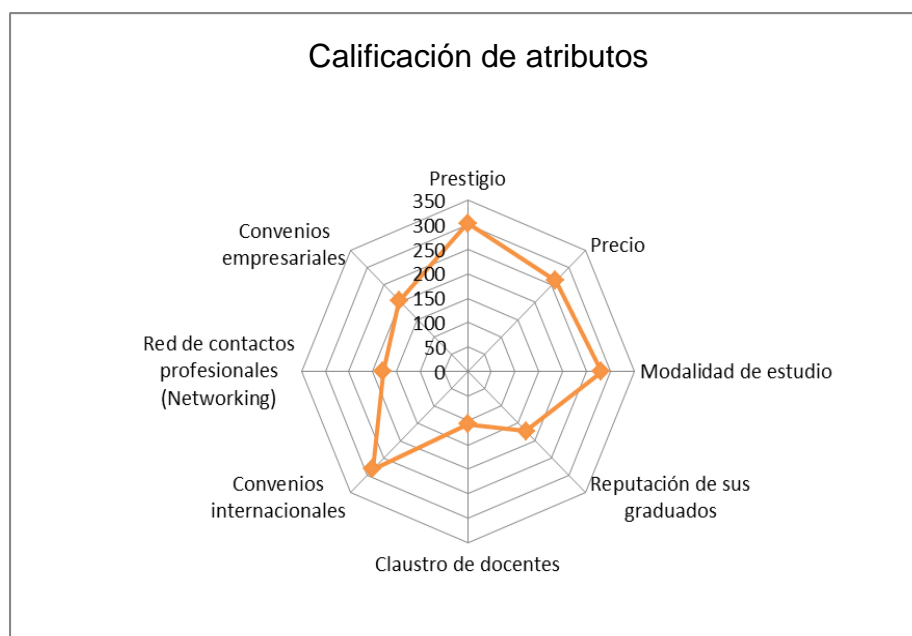 Calificación de atributos
Prestigio
350
300
250
200
150
100
50
0
Precio
Modalidad de estudio
Reputación de sus
graduados
Claustro de docentes
Convenios
internacionales
Red de contactos
profesionales
(Networking)
Convenios
empresariales